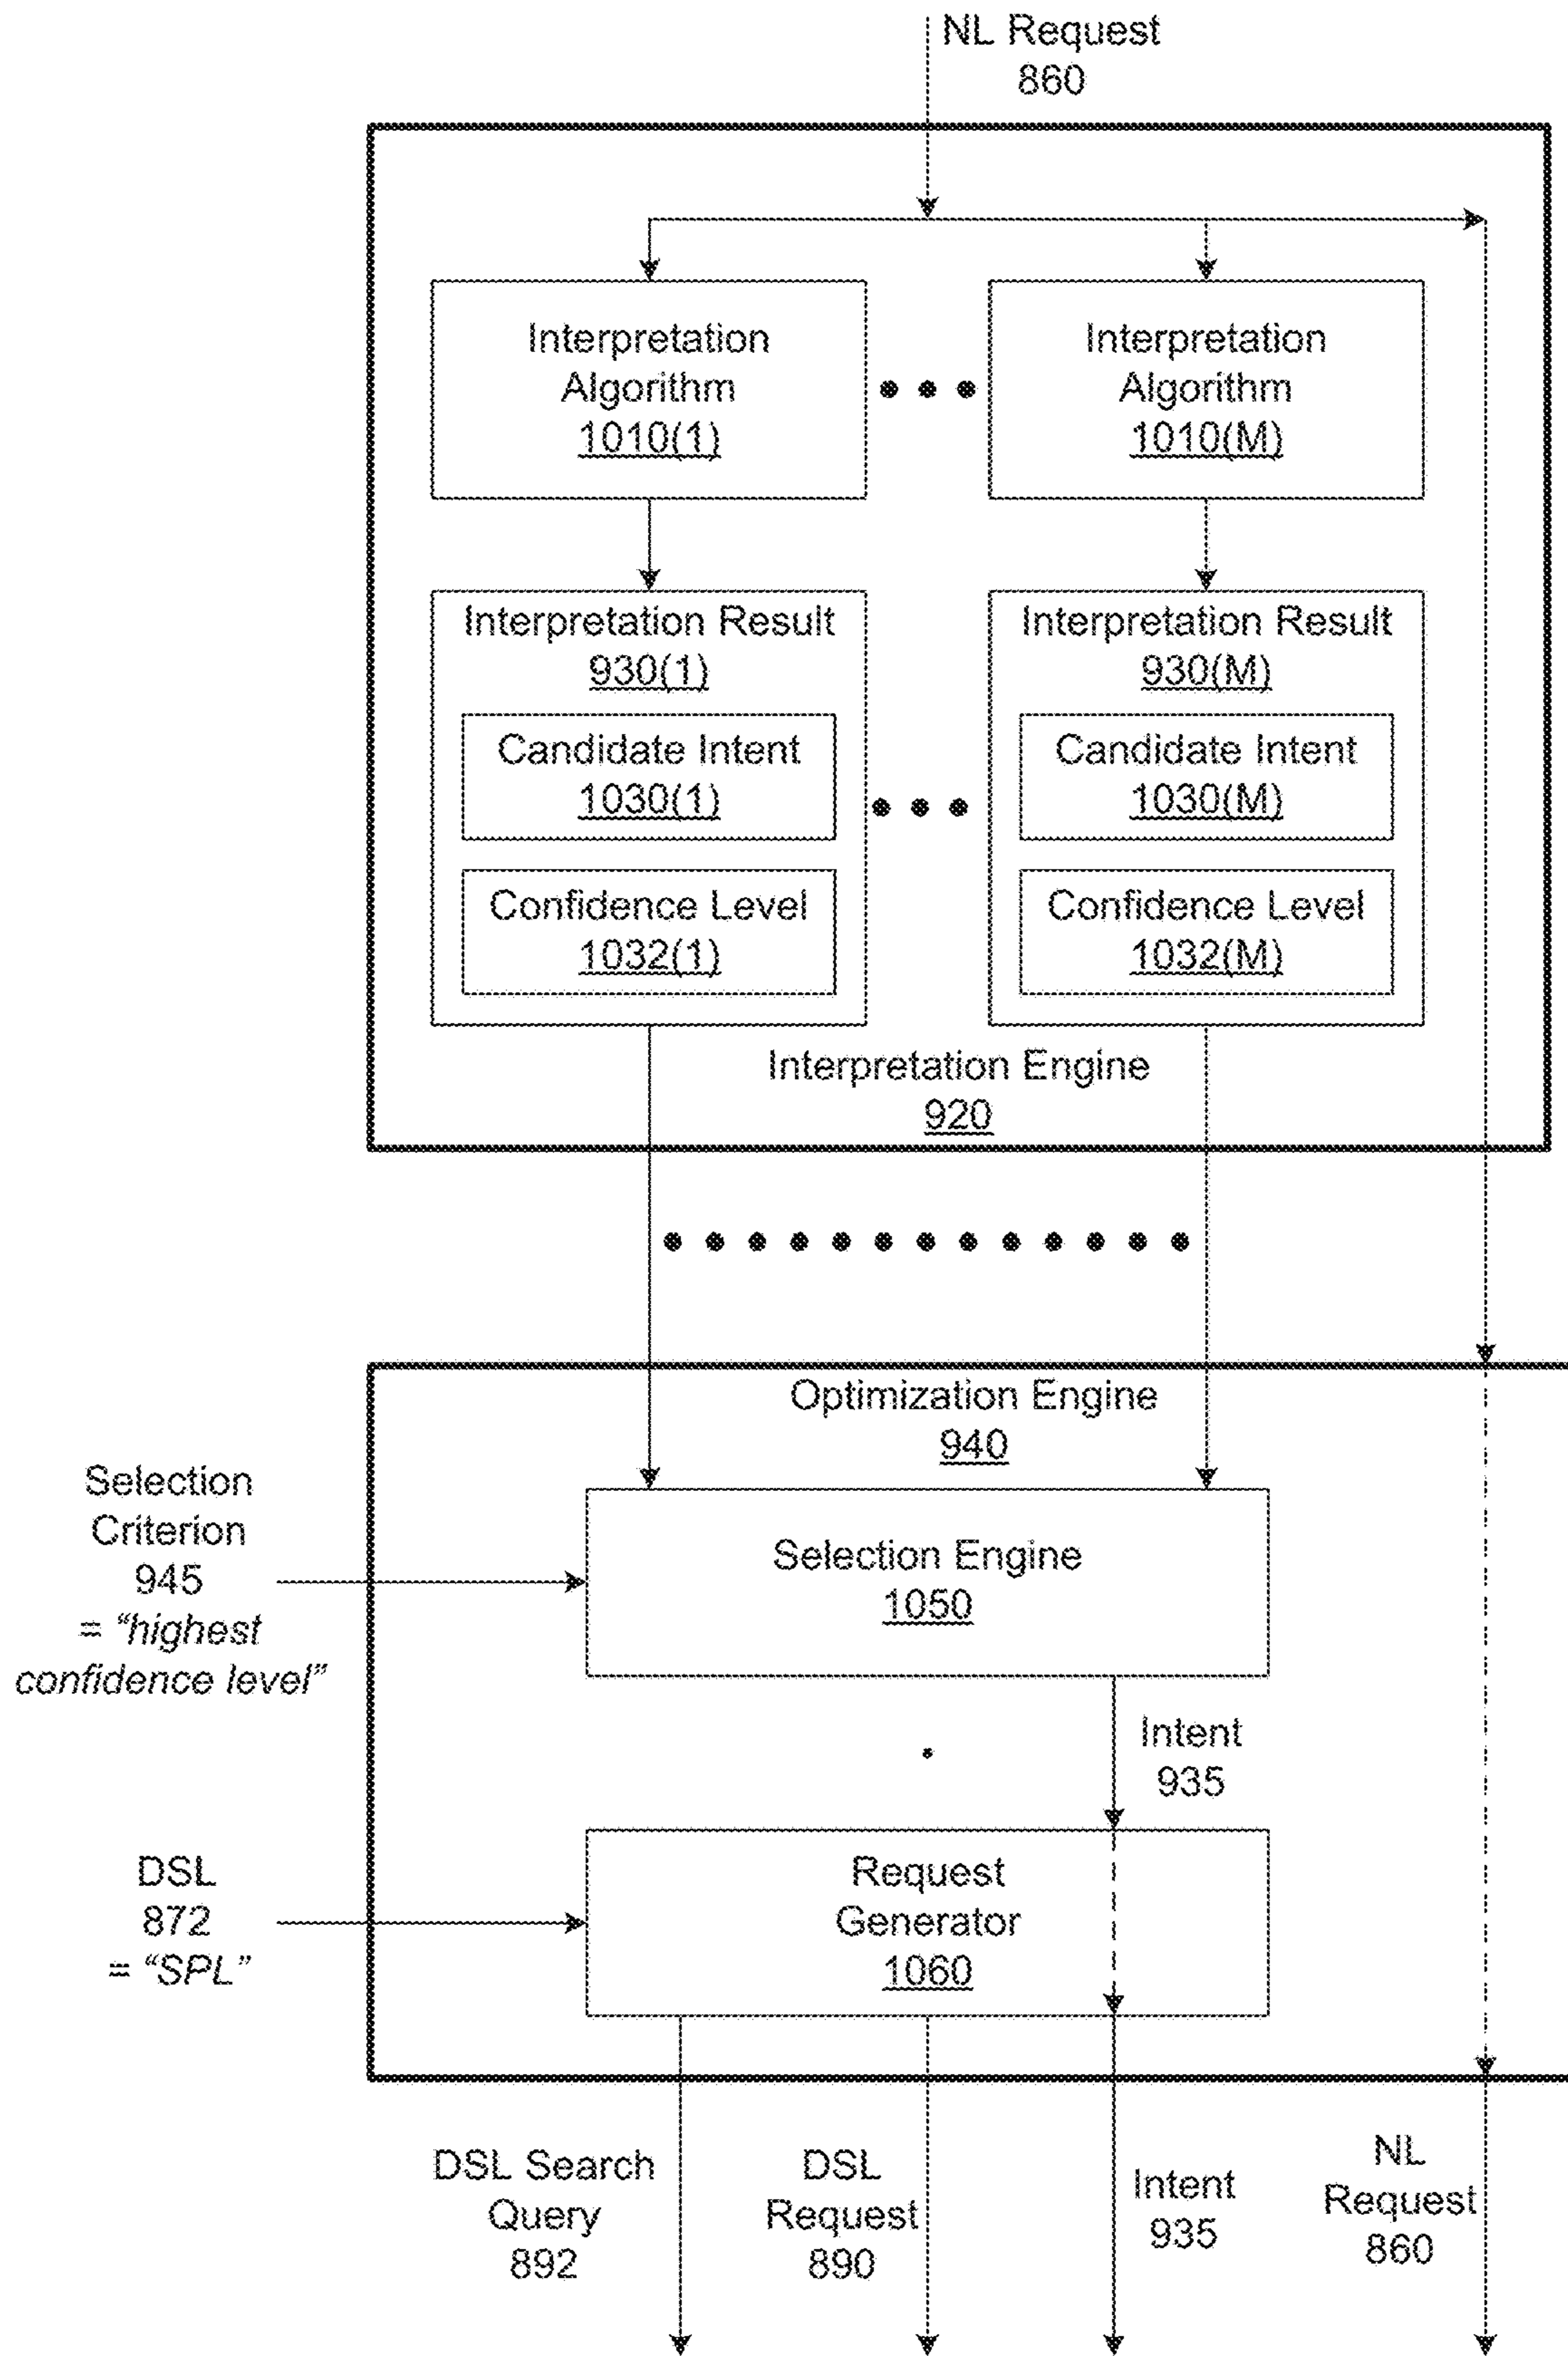 NL Request
860
Interpretation
Algorithm
1010(1)
Interpretation
Algorithm
1010(M)
Interpretation Result
930(1)
Candidate Intent
1030(1)
Confidence Level
1032(1)
Interpretation Result
930(M)
Candidate Intent
1030(M)
Confidence Level
1032(M)
Interpretation Engine
920
Optimization Engine
940
Selection
Criterion
945
= “highest
confidence level”
Selection Engine
1050
Intent
935
DSL
872
= “SPL”
Request
Generator
1060
DSL Search
Query
892
DSL
Request
890
Intent
935
NL
Request
860